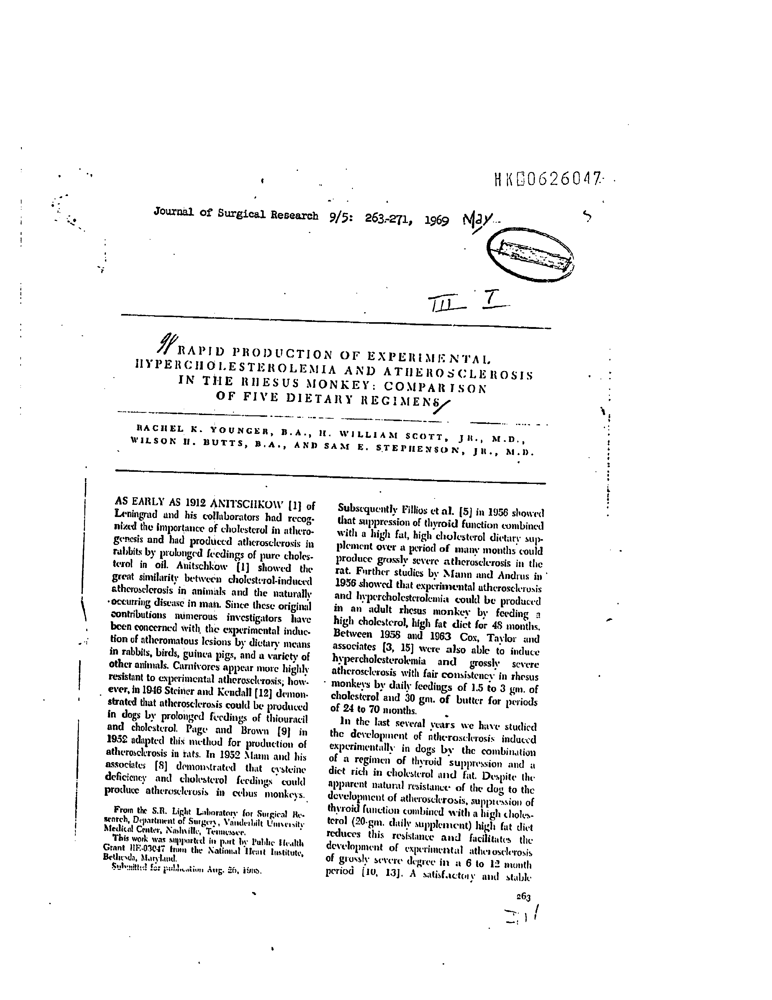 HK00626047
Journal of Surgical Research 9/5: 263-271, 1969 May
III I
RAPID PRODUCTION OF EXPERIMENTAL
HYPERCHOLESTEROLEMIA AND ATHEROSCLEROSIS
IN THE RHESUS MONKEY: COMPARISON
OF FIVE DIETARY REGIMENS
RACHEL K. YOUNGER, B.A., H. WILLIAM SCOTT, JR., M.D.,
WILSON H. BUTTS, B.A., AND SAM E. STEPHENSON, JR., M.D.
AS EARLY AS 1912 ANITSCHKOW [1] of
Leningrad and his collaborators had recog-
nized the importance of cholesterol in athero-
genesis and had produced atherosclerosis in
rabbits by prolonged feedings of pure choles-
terol in oil. Anitschkow [1] showed the
great similarity between cholesterol-induced
atherosclerosis in animals and the naturally
occurring disease in man. Since these original
contributions numerous investigators have
been concerned with the experimental induc-
tion of atheromatous lesions by dietary means
in rabbits, birds, guinea pigs, and a variety of
other animals. Carnivores appear more highly
resistant to experimental atherosclerosis; how-
ever, in 1946 Steiner and Kendall [12] demon-
strated that atherosclerosis could be produced
in dogs by prolonged feedings of thiouracil
and cholesterol. Page and Brown [9] in
1952 adapted this method for production of
atherosclerosis in rats. In 1952 Mann and his
associates [8] demonstrated that cysteine
deficiency and cholesterol feedings could
produce atherosclerosis in cebus monkeys.
From the S.R. Light Laboratory for Surgical Re-
search, Department of Surgery, Vanderbilt University
Medical Center, Nashville, Tennessee.
This work was supported in part by Public Health
Grant HE-03047 from the National Heart Institute,
Bethesda, Maryland.
Submitted for publication Aug. 26, 1968.
Subsequently Fillios et al. [5] in 1956 showed
that suppression of thyroid function combined
with a high fat, high cholesterol dietary sup-
plement over a period of many months could
produce grossly severe atherosclerosis in the
rat. Further studies by Mann and Andrus in
1956 showed that experimental atherosclerosis
and hypercholesterolemia could be produced
in an adult rhesus monkey by feeding a
high cholesterol, high fat diet for 48 months.
Between 1958 and 1963 Cox, Taylor and
associates [3, 15] were also able to induce
hypercholesterolemia and grossly severe
atherosclerosis with fair consistency in rhesus
monkeys by daily feedings of 1.5 to 3 gm. of
cholesterol and 30 gm. of butter for periods
of 24 to 70 months.
In the last several years we have studied
the development of atherosclerosis induced
experimentally in dogs by the combination
of a regimen of thyroid suppression and a
diet rich in cholesterol and fat. Despite the
apparent natural resistance of the dog to the
development of atherosclerosis, suppression of
thyroid function combined with a high choles-
terol (20-gm. daily supplement) high fat diet
reduces this resistance and facilitates the
development of experimental atherosclerosis
of grossly severe degree in a 6 to 12 month
period [10, 13]. A satisfactory and stable
263